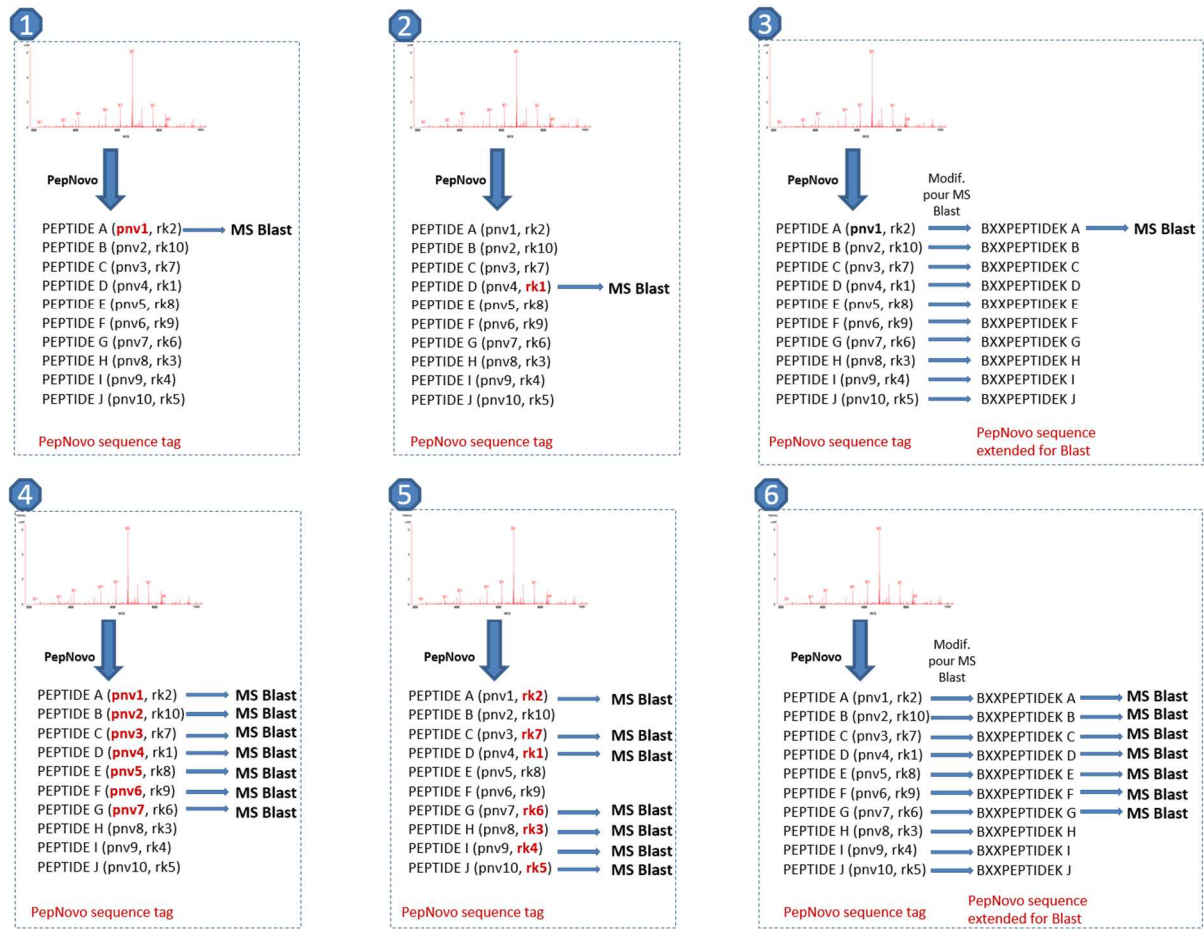 1
PepNovo
PEPTIDE A (pnv1, rk2) MS Blast
PEPTIDE B (pnv2, rk10)
PEPTIDE C (pnv3, rk7)
PEPTIDE D (pnv4, rk1)
PEPTIDE E (pnv5, rk8)
PEPTIDE F (pnv6, rk9)
PEPTIDE G (pnv7, rk6)
PEPTIDE H (pnv8, rk3)
PEPTIDE I (pnv9, rk4)
PEPTIDE J (pnv10, rk5)
PepNovo sequence tag
2
PepNovo
PEPTIDE A (pnv1, rk2)
PEPTIDE B (pnv2, rk10)
PEPTIDE C (pnv3, rk7)
PEPTIDE D (pnv4, rk1) MS Blast
PEPTIDE E (pnv5, rk8)
PEPTIDE F (pnv6, rk9)
PEPTIDE G (pnv7, rk6)
PEPTIDE H (pnv8, rk3)
PEPTIDE I (pnv9, rk4)
PEPTIDE J (pnv10, rk5)
PepNovo sequence tag
3
PepNovo
Modif.
pour MS
Blast
PEPTIDE A (pnv1, rk2) BXXPEPTIDEK A MS Blast
PEPTIDE B (pnv2, rk10) BXXPEPTIDEK B
PEPTIDE C (pnv3, rk7) BXXPEPTIDEK C
PEPTIDE D (pnv4, rk1) BXXPEPTIDEK D
PEPTIDE E (pnv5, rk8) BXXPEPTIDEK E
PEPTIDE F (pnv6, rk9) BXXPEPTIDEK F
PEPTIDE G (pnv7, rk6) BXXPEPTIDEK G
PEPTIDE H (pnv8, rk3) BXXPEPTIDEK H
PEPTIDE I (pnv9, rk4) BXXPEPTIDEK I
PEPTIDE J (pnv10, rk5) BXXPEPTIDEK J
PepNovo sequence tag
PepNovo sequence
extended for Blast
4
PepNovo
PEPTIDE A (pnv1, rk2) MS Blast
PEPTIDE B (pnv2, rk10) MS Blast
PEPTIDE C (pnv3, rk7) MS Blast
PEPTIDE D (pnv4, rk1) MS Blast
PEPTIDE E (pnv5, rk8) MS Blast
PEPTIDE F (pnv6, rk9) MS Blast
PEPTIDE G (pnv7, rk6) MS Blast
PEPTIDE H (pnv8, rk3)
PEPTIDE I (pnv9, rk4)
PEPTIDE J (pnv10, rk5)
PepNovo sequence tag
5
PepNovo
PEPTIDE A (pnv1, rk2) MS Blast
PEPTIDE B (pnv2, rk10)
PEPTIDE C (pnv3, rk7) MS Blast
PEPTIDE D (pnv4, rk1) MS Blast
PEPTIDE E (pnv5, rk8)
PEPTIDE F (pnv6, rk9)
PEPTIDE G (pnv7, rk6) MS Blast
PEPTIDE H (pnv8, rk3) MS Blast
PEPTIDE I (pnv9, rk4) MS Blast
PEPTIDE J (pnv10, rk5) MS Blast
PepNovo sequence tag
6
PepNovo
Modif.
pour MS
Blast
PEPTIDE A (pnv1, rk2) BXXPEPTIDEK A MS Blast
PEPTIDE B (pnv2, rk10) BXXPEPTIDEK B MS Blast
PEPTIDE C (pnv3, rk7) BXXPEPTIDEK C MS Blast
PEPTIDE D (pnv4, rk1) BXXPEPTIDEK D MS Blast
PEPTIDE E (pnv5, rk8) BXXPEPTIDEK E MS Blast
PEPTIDE F (pnv6, rk9) BXXPEPTIDEK F MS Blast
PEPTIDE G (pnv7, rk6) BXXPEPTIDEK G MS Blast
PEPTIDE H (pnv8, rk3) BXXPEPTIDEK H
PEPTIDE I (pnv9, rk4) BXXPEPTIDEK I
PEPTIDE J (pnv10, rk5) BXXPEPTIDEK J
PepNovo sequence tag
PepNovo sequence
extended for Blast